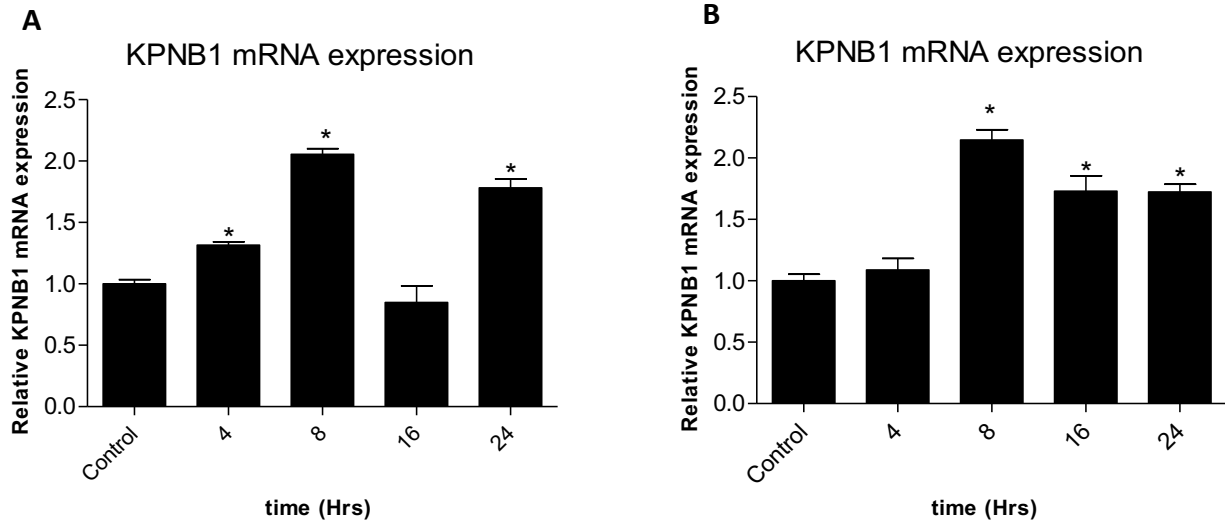 A
KPNB1 mRNA expression
Relative KPNB1 mRNA expression
2.5
2.0
1.5
1.0
0.5
0.0
*
*
*
Control
4
8
16
24
time (Hrs)
B
KPNB1 mRNA expression
Relative KPNB1 mRNA expression
2.5
2.0
1.5
1.0
0.5
0.0
*
*
*
Control
4
8
16
24
time (Hrs)